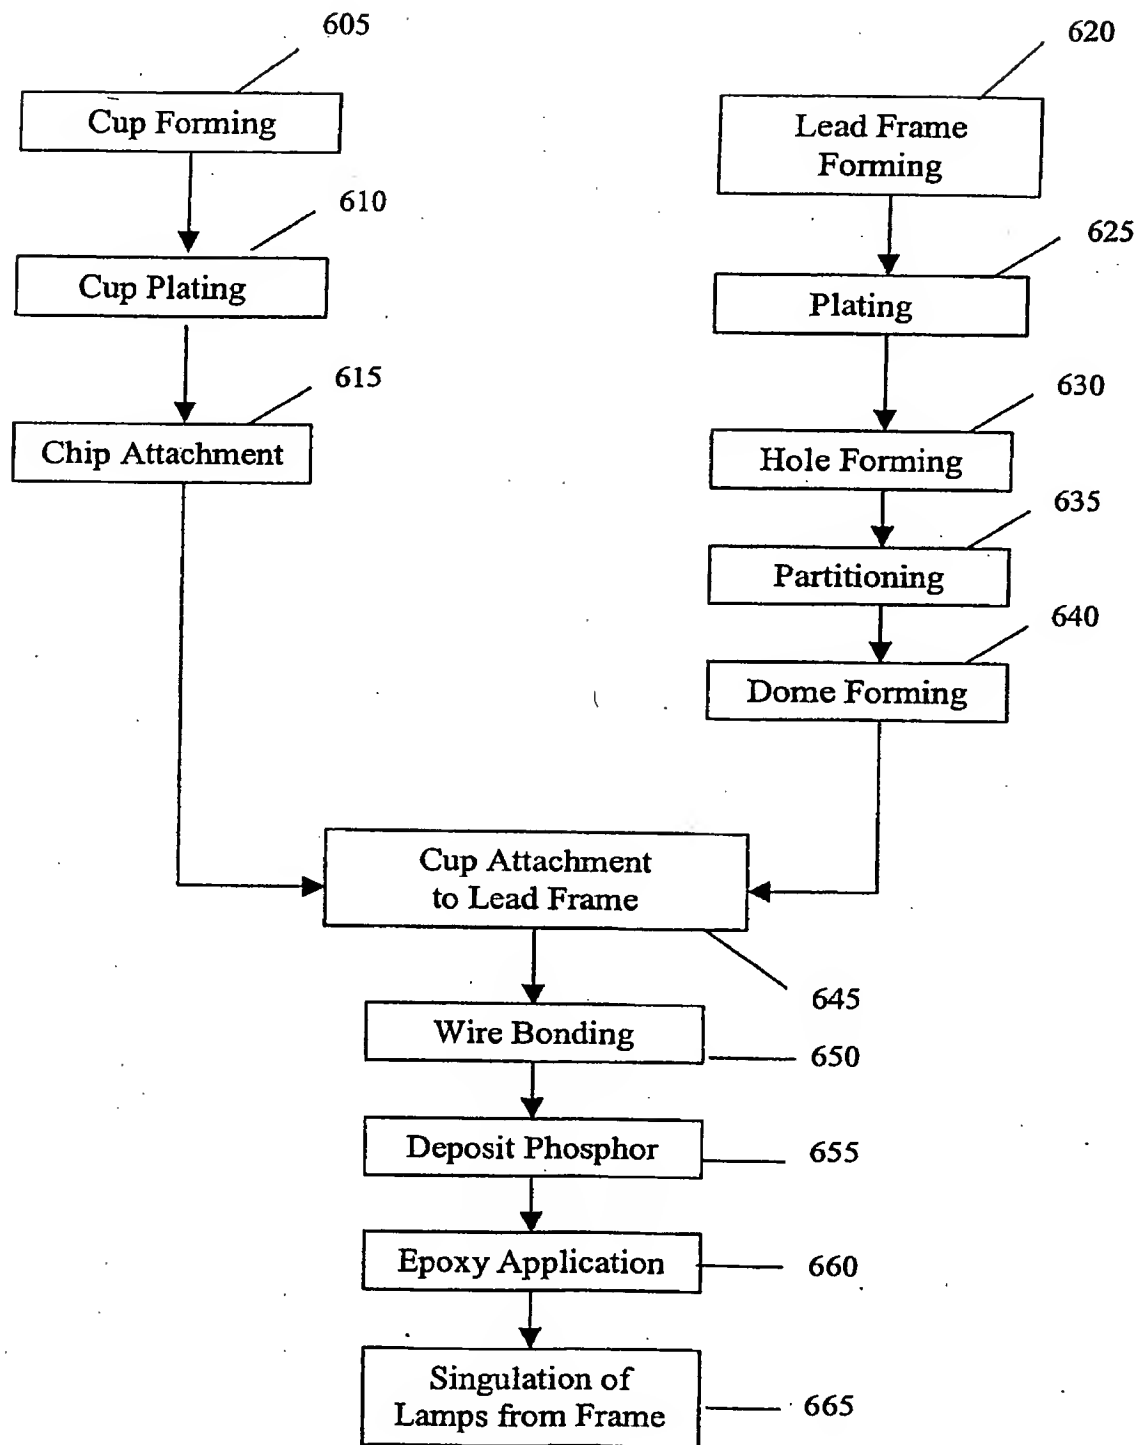 605
Cup Forming
610
Cup Plating
615
Chip Attachment
620
Lead Frame
Forming
625
Plating
630
Hole Forming
635
Partitioning
640
Dome Forming
Cup Attachment
to Lead Frame
645
Wire Bonding
650
Deposit Phosphor
655
Epoxy Application
660
Singulation of
Lamps from Frame
665